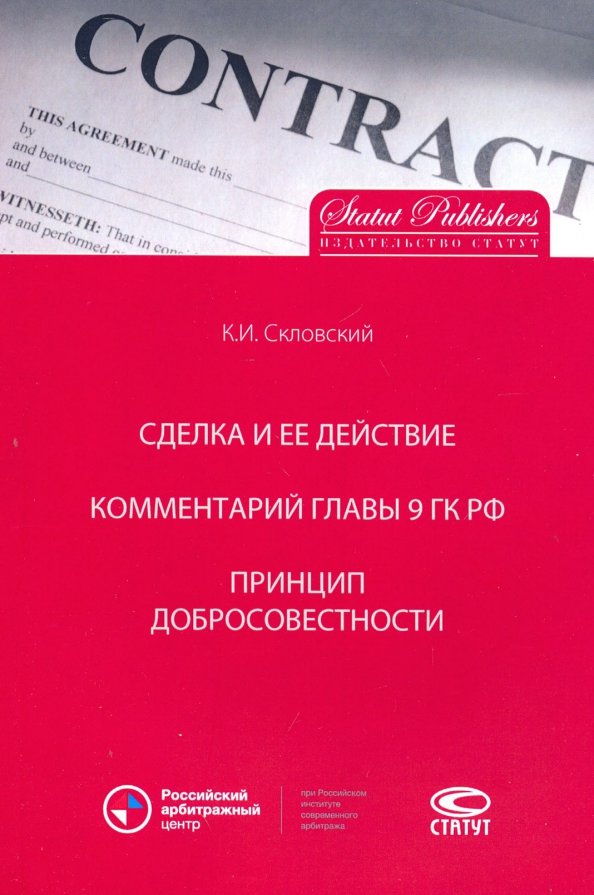 CONTRACT
THIS AGREEMENT made this
by
and between
and
WITNESSETH: That in consi
pt and performed
Statut Publishers
ИЗДАТЕЛЬСТВО СТАТУТ
К.И. Скловский
СДЕЛКА И ЕЕ ДЕЙСТВИЕ
КОММЕНТАРИЙ ГЛАВЫ 9 ГК РФ
ПРИНЦИП
ДОБРОСОВЕСТНОСТИ
Российский
арбитражный
центр
при Российском
институте
современного
арбитража
СТАТУТ